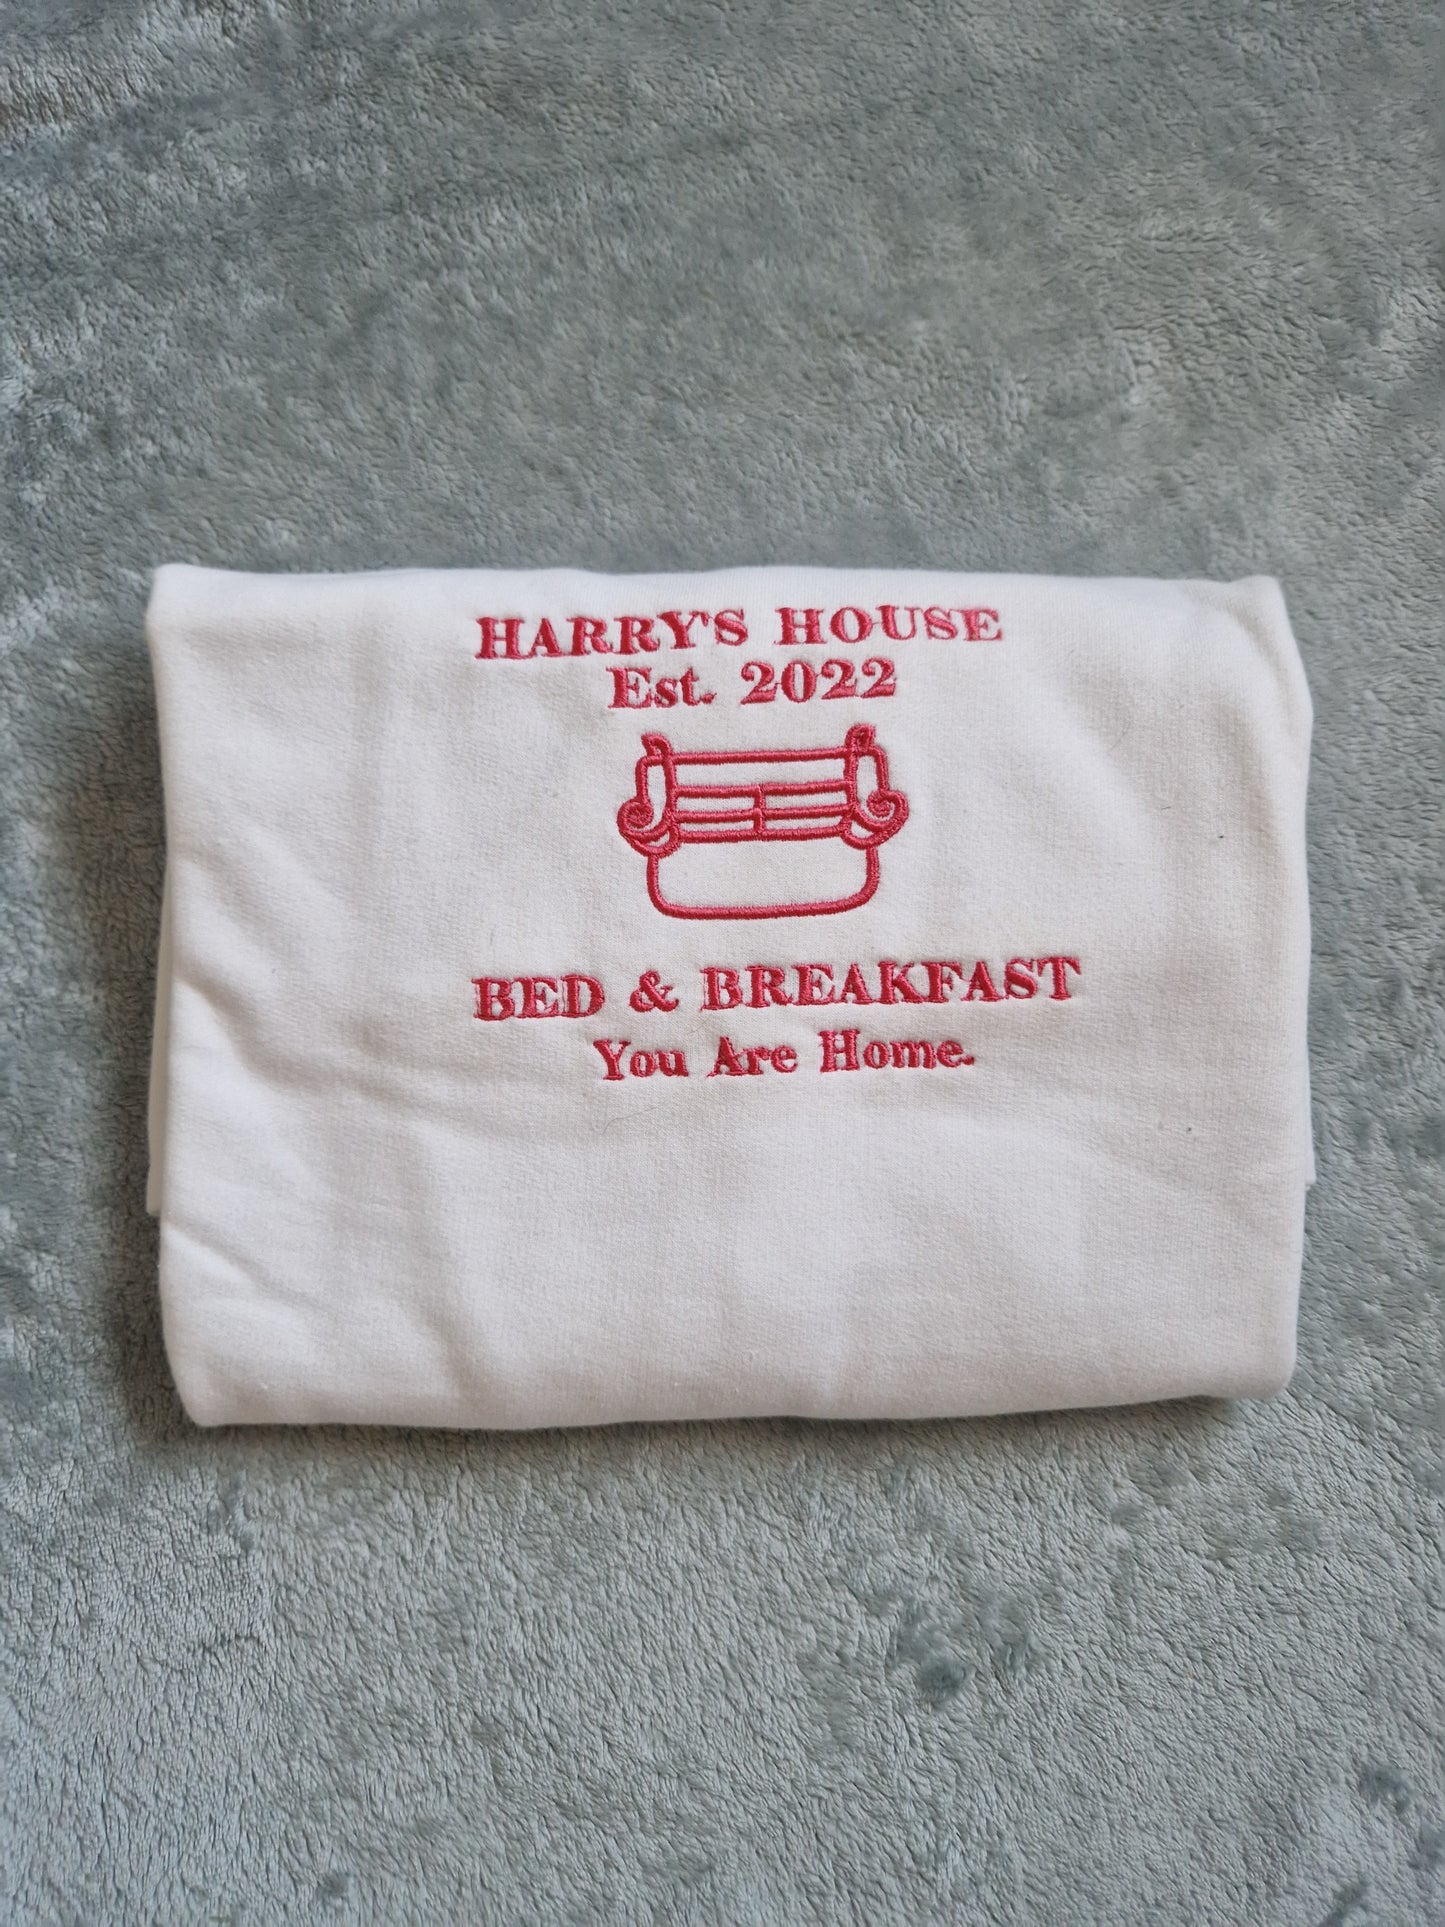 HARRY'S HOUSE
Est. 2022
BED & BREAKFAST
You Are Home.